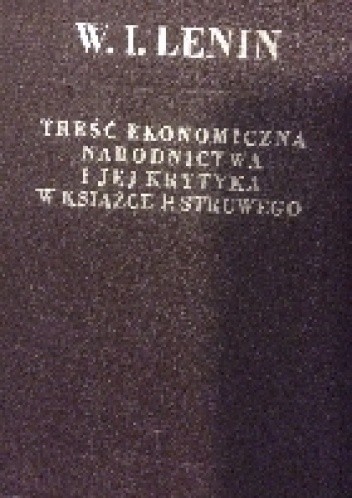 W. I. LENIN
TREŚĆ EKONOMICZNA
NARODNICTWA
I JEJ KRYTYKA
W KSIĄŻCE P. STRUWEGO